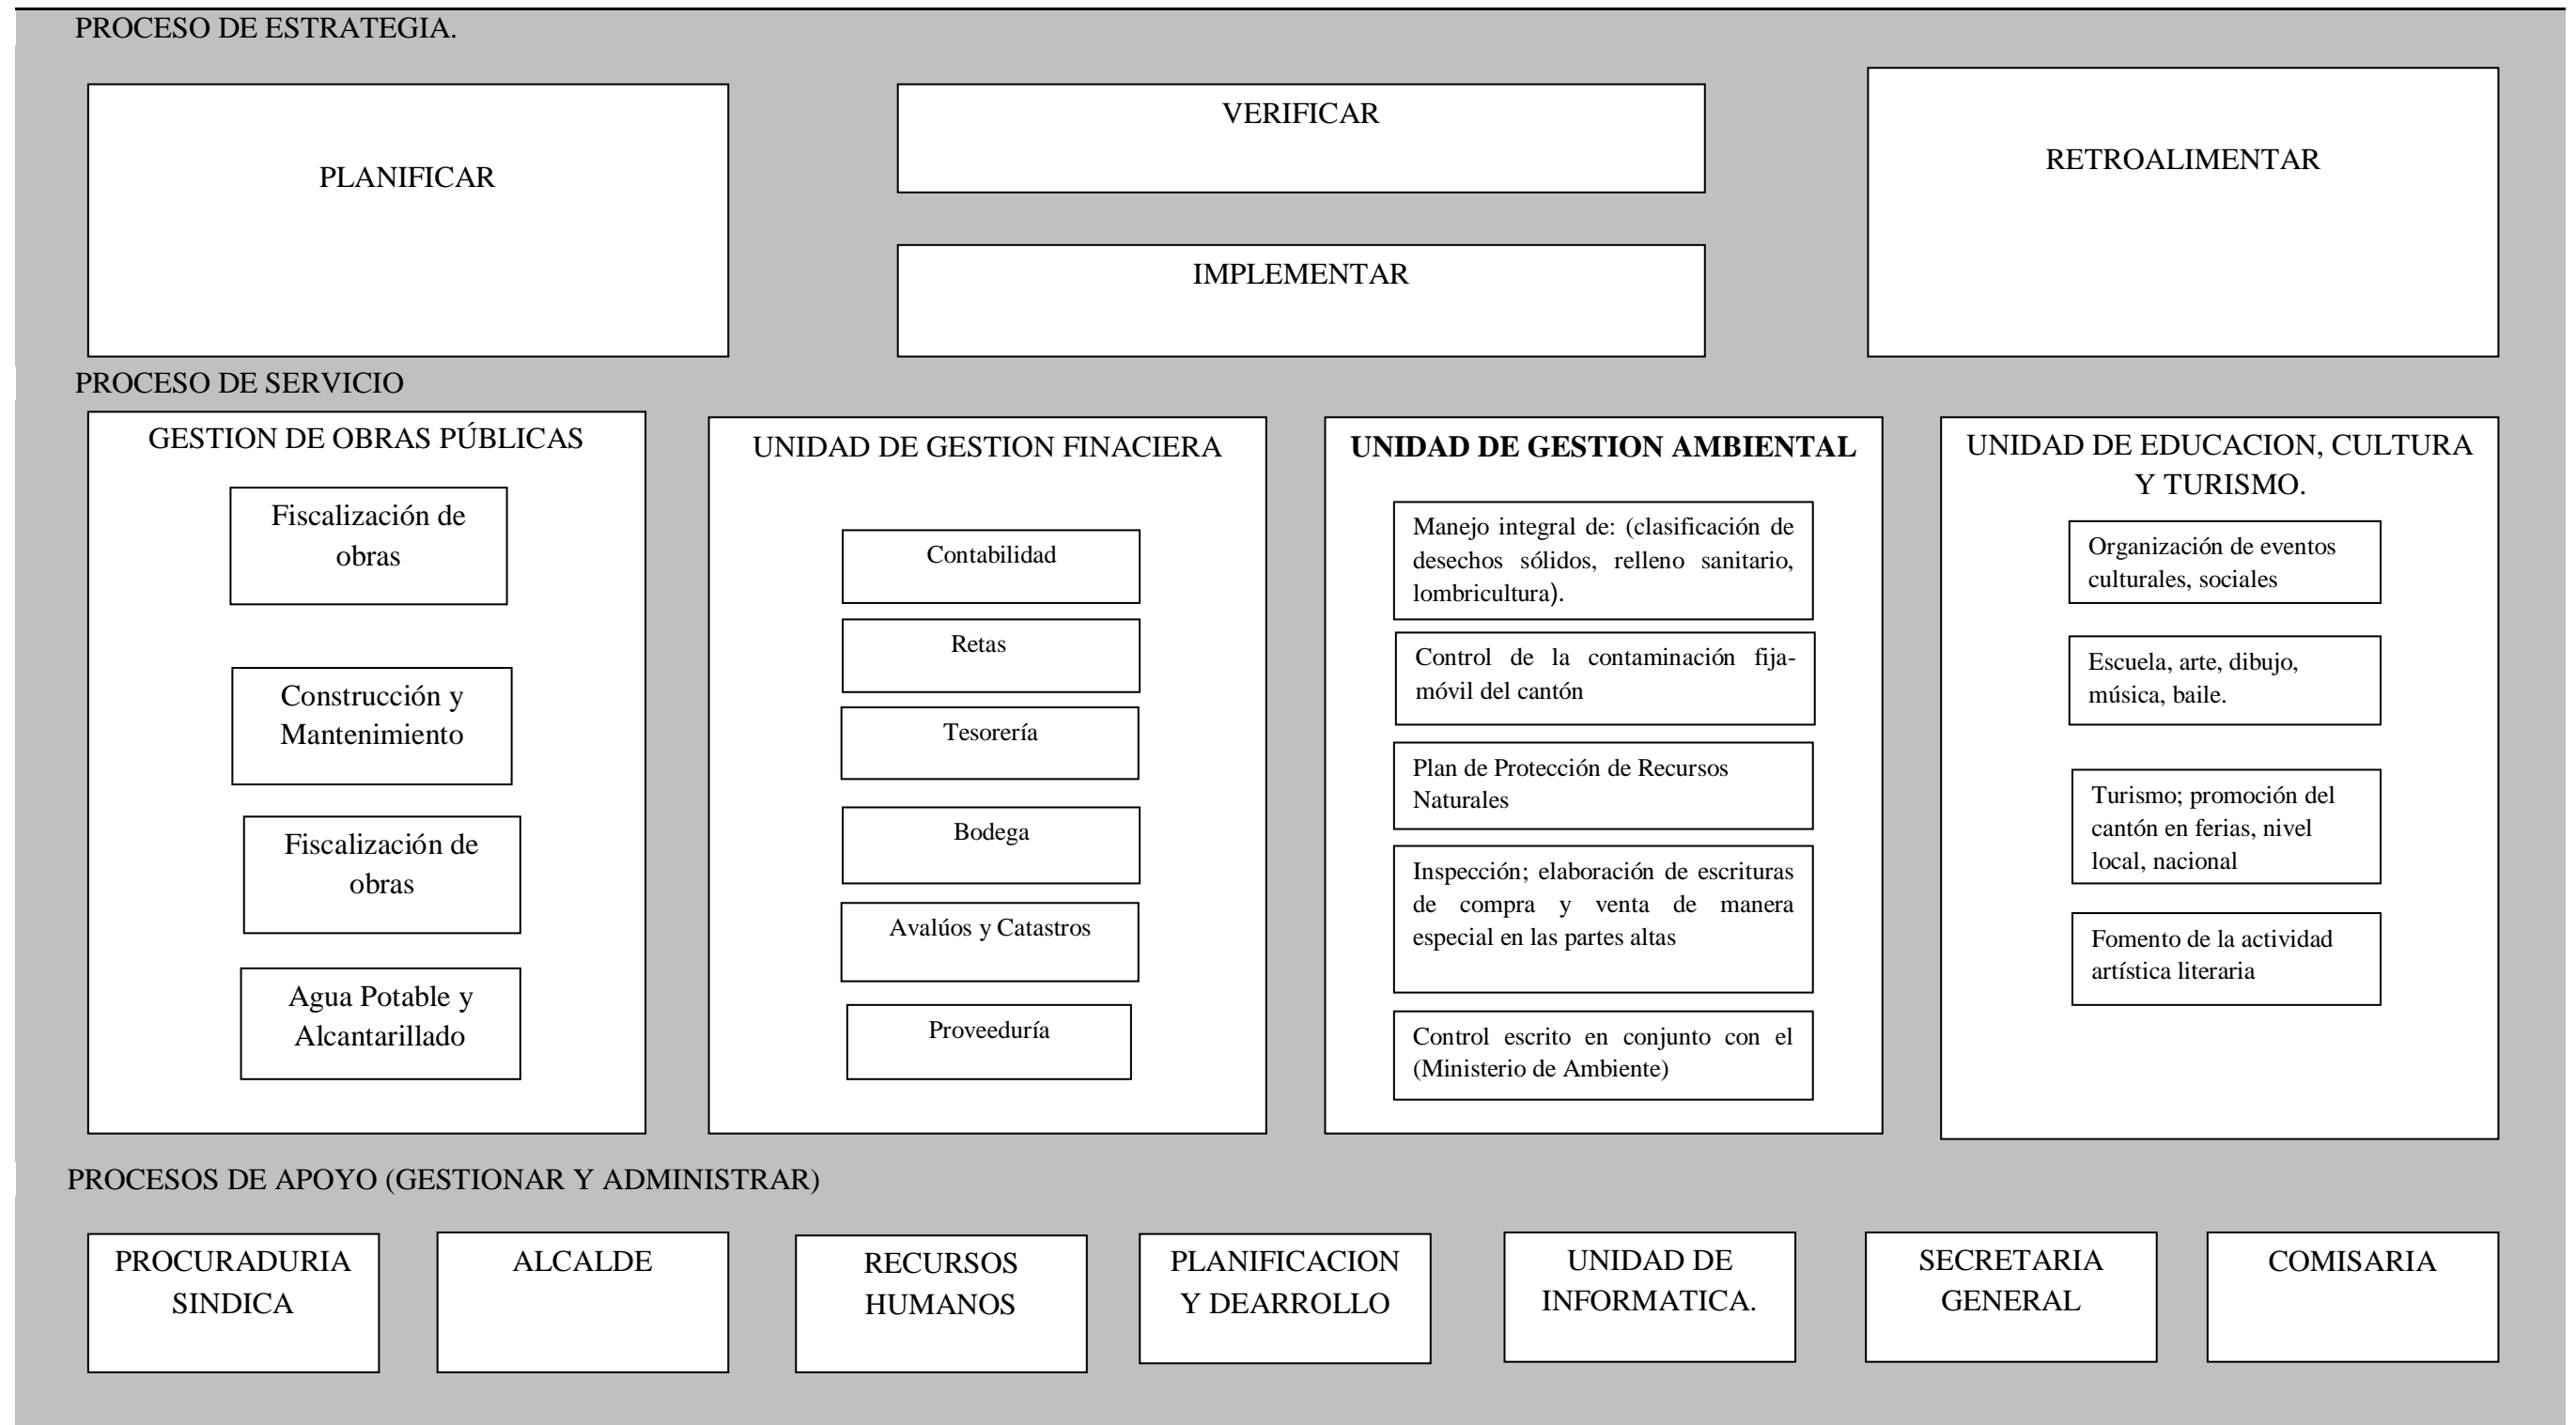 PROCESO DE ESTRATEGIA.
PLANIFICAR
VERIFICAR
IMPLEMENTAR
RETROALIMENTAR
PROCESO DE SERVICIO
GESTION DE OBRAS PÚBLICAS
Fiscalización de
obras
Construcción y
Mantenimiento
Fiscalización de
obras
Agua Potable y
Alcantarillado
UNIDAD DE GESTION FINACIERA
Contabilidad
Retas
Tesorería
Bodega
Avalúos y Catastros
Proveeduría
UNIDAD DE GESTION AMBIENTAL
Manejo integral de: (clasificación de
desechos sólidos, relleno sanitario,
lombricultura).
Control de la contaminación fija-
móvil del cantón
Plan de Protección de Recursos
Naturales
Inspección; elaboración de escrituras
de compra y venta de manera
especial en las partes altas
Control escrito en conjunto con el
(Ministerio de Ambiente)
UNIDAD DE EDUCACION, CULTURA
Y TURISMO.
Organización de eventos
culturales, sociales
Escuela, arte, dibujo,
música, baile.
Turismo; promoción del
cantón en ferias, nivel
local, nacional
Fomento de la actividad
artística literaria
PROCESOS DE APOYO (GESTIONAR Y ADMINISTRAR)
PROCURADURIA
SINDICA
ALCALDE
RECURSOS
HUMANOS
PLANIFICACION
Y DEARROLLO
UNIDAD DE
INFORMATICA.
SECRETARIA
GENERAL
COMISARIA